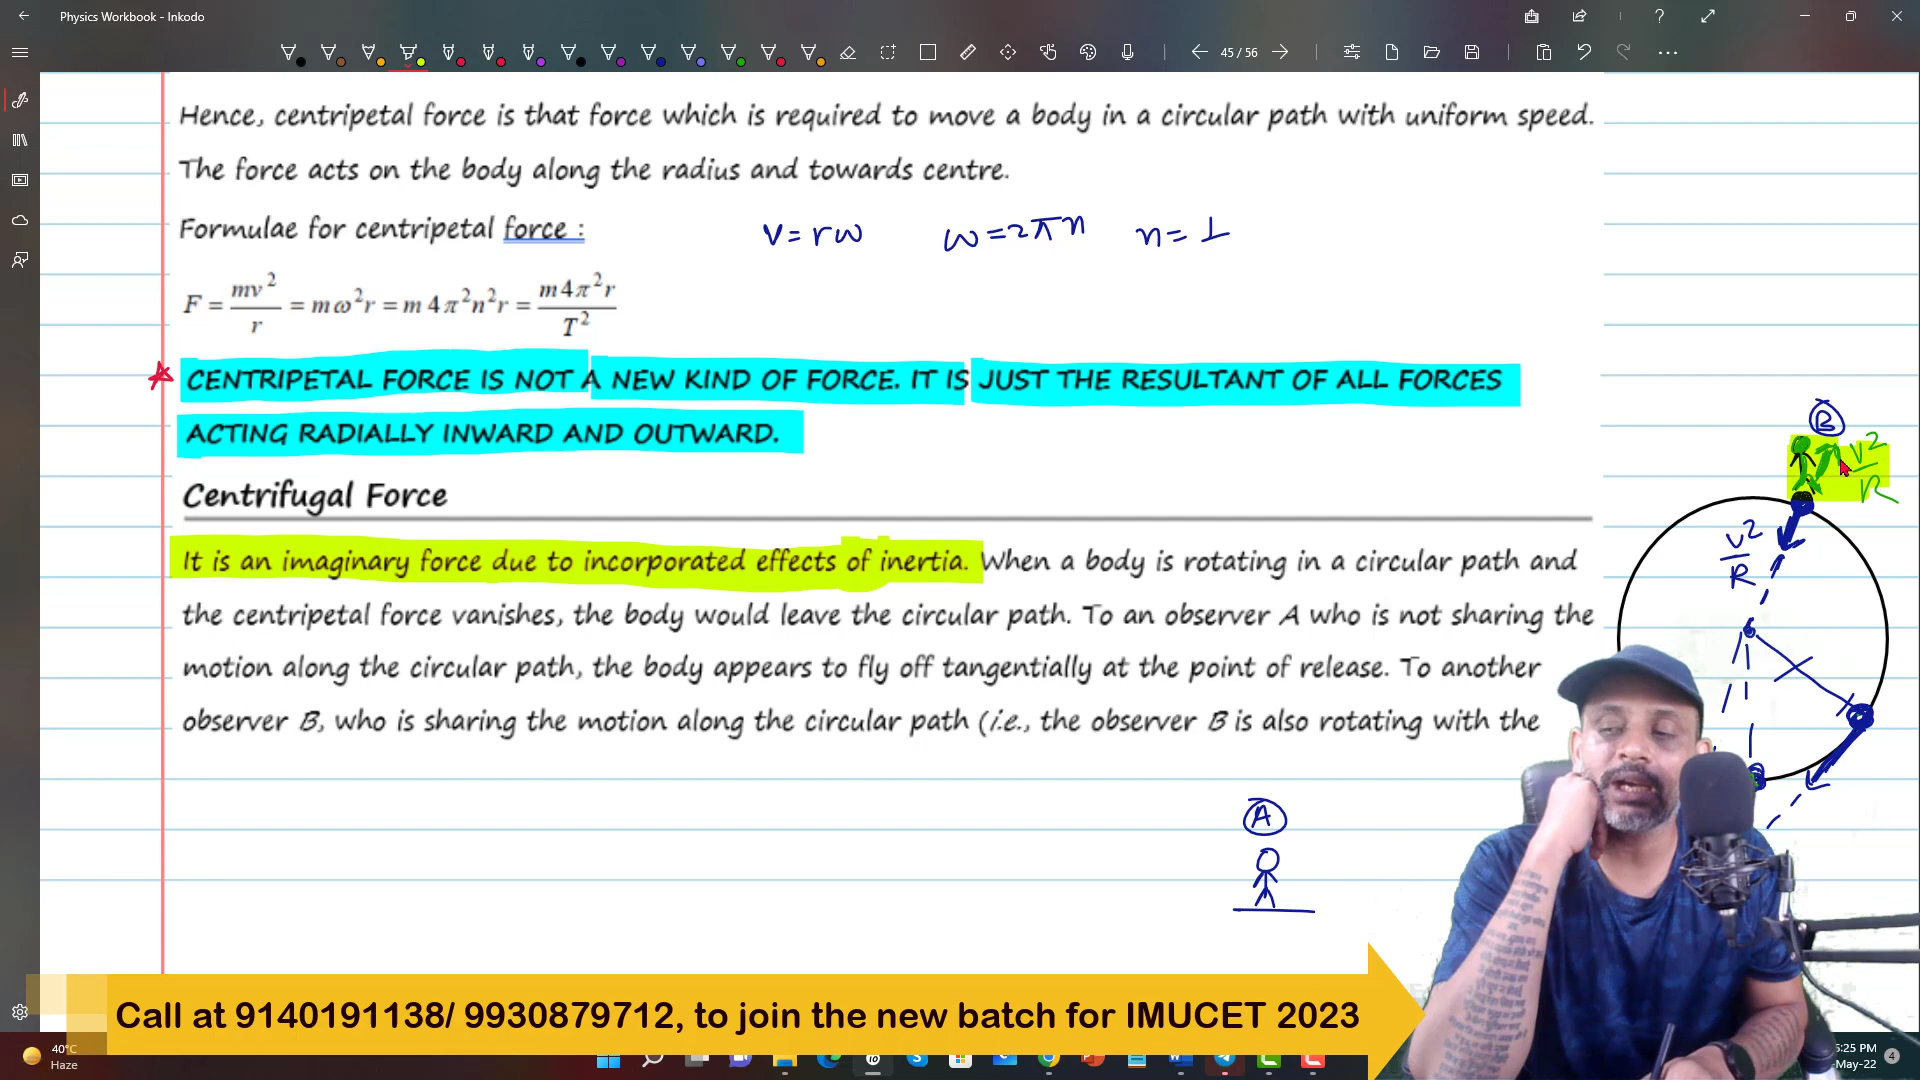 Physics Workbook - Inkodo
45 / 56
Hence, centripetal force is that force which is required to move a body in a circular path with uniform speed.
The force acts on the body along the radius and towards centre.
Formulae for centripetal force :
v = rω ω = 2πn n = 1
F = mv²/r = mω²r = m 4π²n²r = m4π²r/T²
CENTRIPETAL FORCE IS NOT A NEW KIND OF FORCE. IT IS JUST THE RESULTANT OF ALL FORCES
ACTING RADIALLY INWARD AND OUTWARD.
B
v²/R
Centrifugal Force
v²/R
It is an imaginary force due to incorporated effects of inertia. When a body is rotating in a circular path and
the centripetal force vanishes, the body would leave the circular path. To an observer A who is not sharing the
motion along the circular path, the body appears to fly off tangentially at the point of release. To another
observer B, who is sharing the motion along the circular path (i.e., the observer B is also rotating with the
A
Call at 9140191138/ 9930879712, to join the new batch for IMUCET 2023
40°C
Haze
:25 PM
-May-22
4